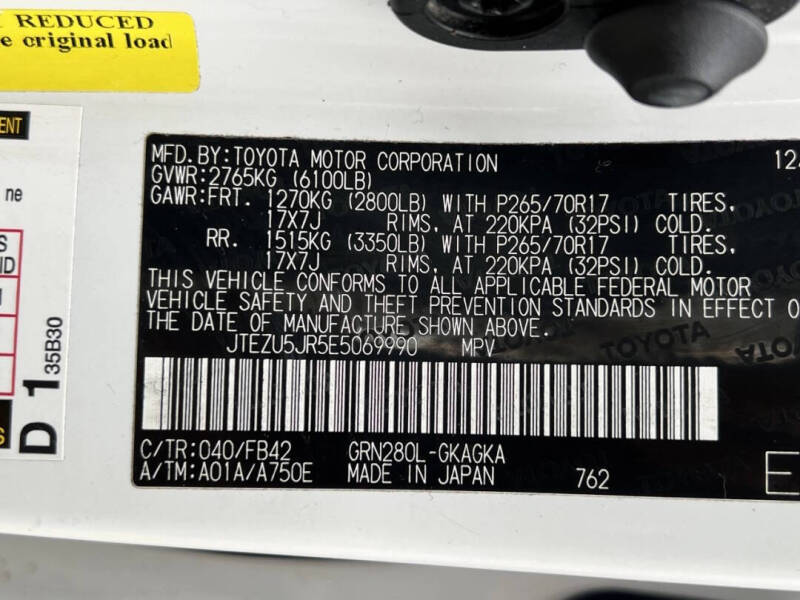 REDUCED
e original load
ENT
ne
S
ND
D 1
35B30
S
MFD.BY:TOYOTA MOTOR CORPORATION 124
GVWR:2765KG (6100LB)
GAWR:FRT. 1270KG (2800LB) WITH P265/70R17 TIRES,
17X7J RIMS, AT 220KPA (32PSI) COLD.
RR. 1515KG (3350LB) WITH P265/70R17 TIRES,
17X7J RIMS, AT 220KPA (32PSI) COLD.
THIS VEHICLE CONFORMS TO ALL APPLICABLE FEDERAL MOTOR
VEHICLE SAFETY AND THEFT PREVENTION STANDARDS IN EFFECT O
THE DATE OF MANUFACTURE SHOWN ABOVE.
JTEZU5JR5E5069990 MPV
C/TR:040/FB42 GRN280L-GKAGKA
A/TM:A01A/A750E MADE IN JAPAN 762
E